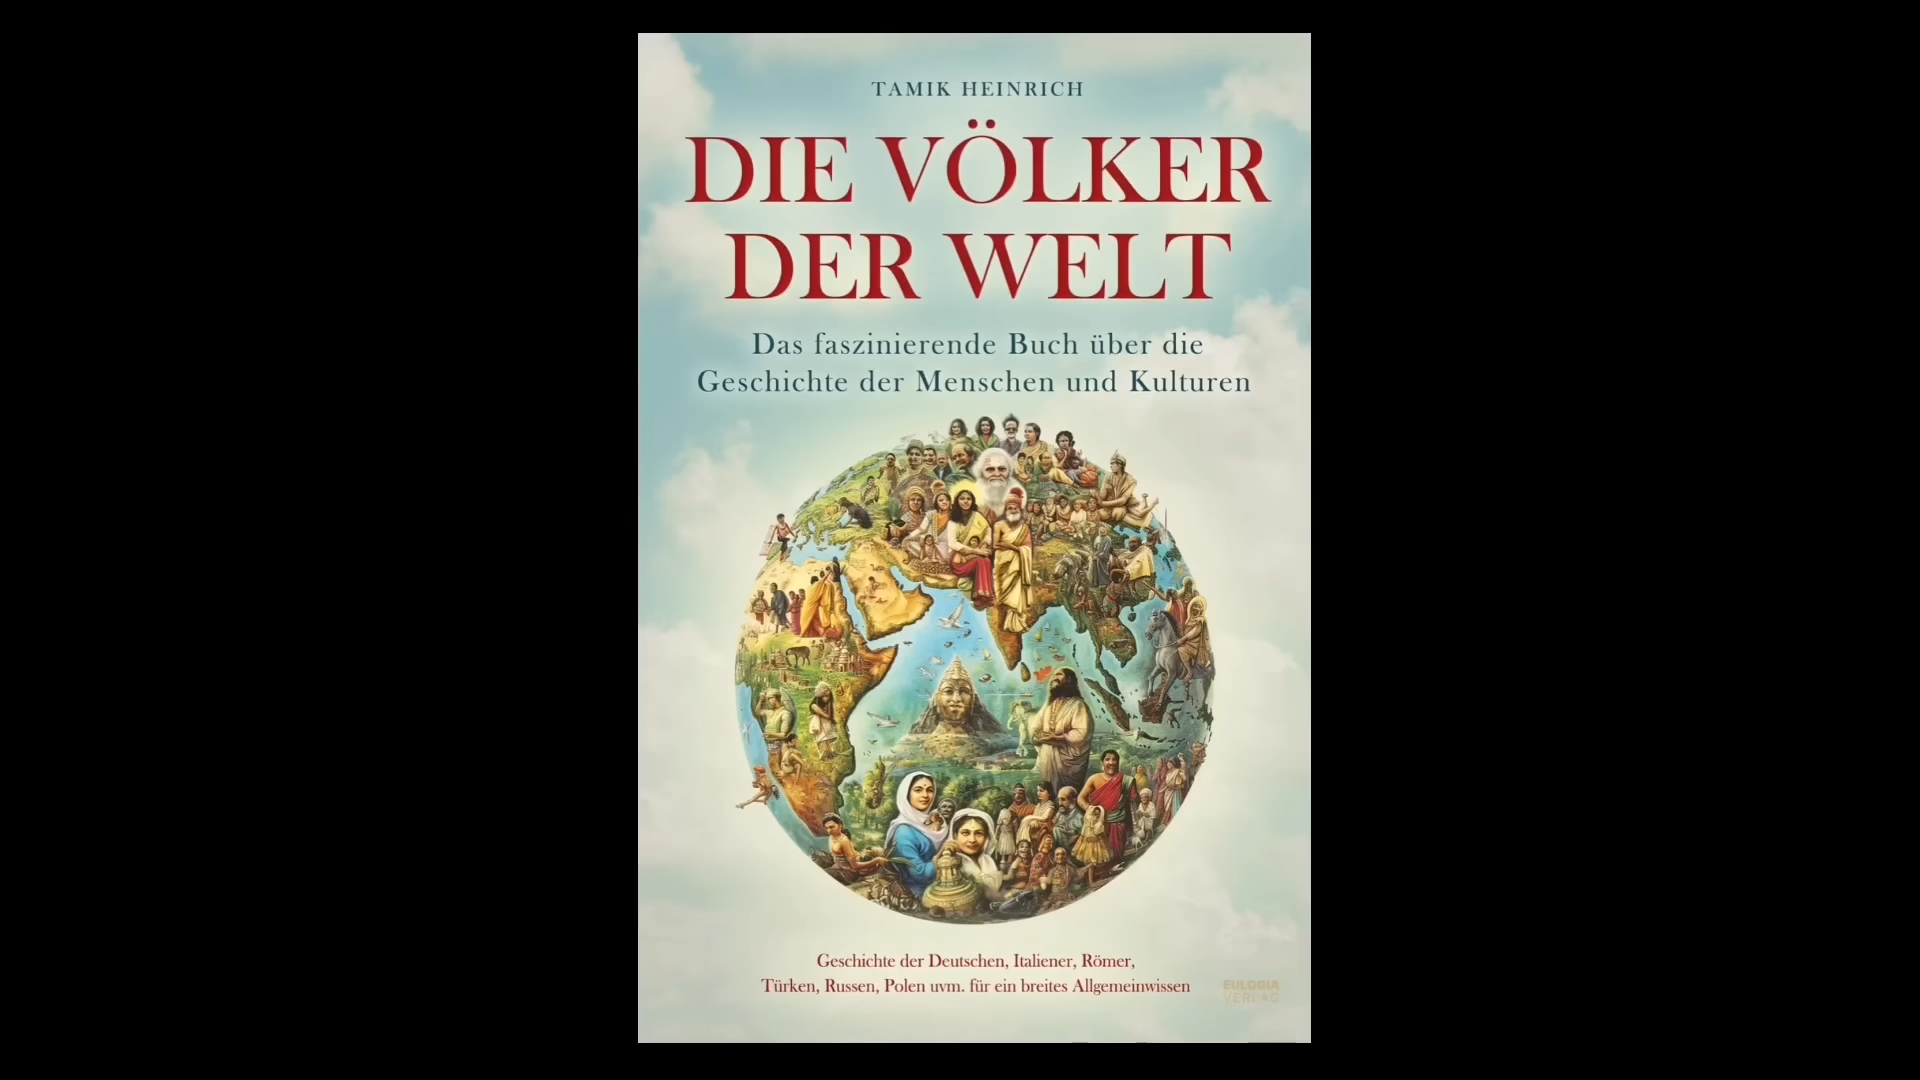 TAMIK HEINRICH
DIE VÖLKER
DER WELT
Das faszinierende Buch über die
Geschichte der Menschen und Kulturen
Geschichte der Deutschen, Italiener, Römer,
Türken, Russen, Polen uvm. für ein breites Allgemeinwissen
EULOGIA
VERLAG